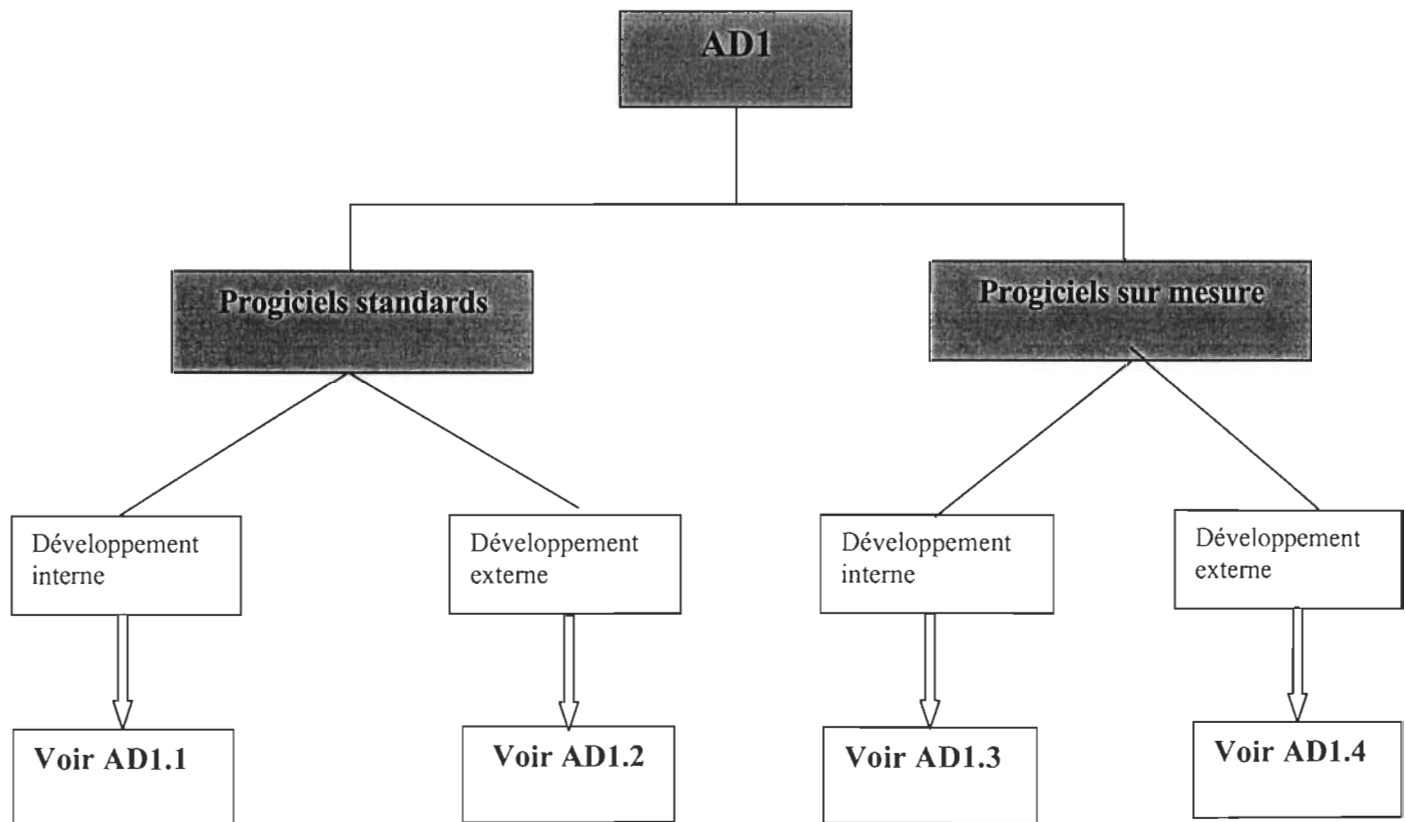 AD1
Progiciels standards
Progiciels sur mesure
Développement
interne
Développement
externe
Développement
interne
Développement
externe
Voir AD1.1
Voir AD1.2
Voir AD1.3
Voir AD1.4